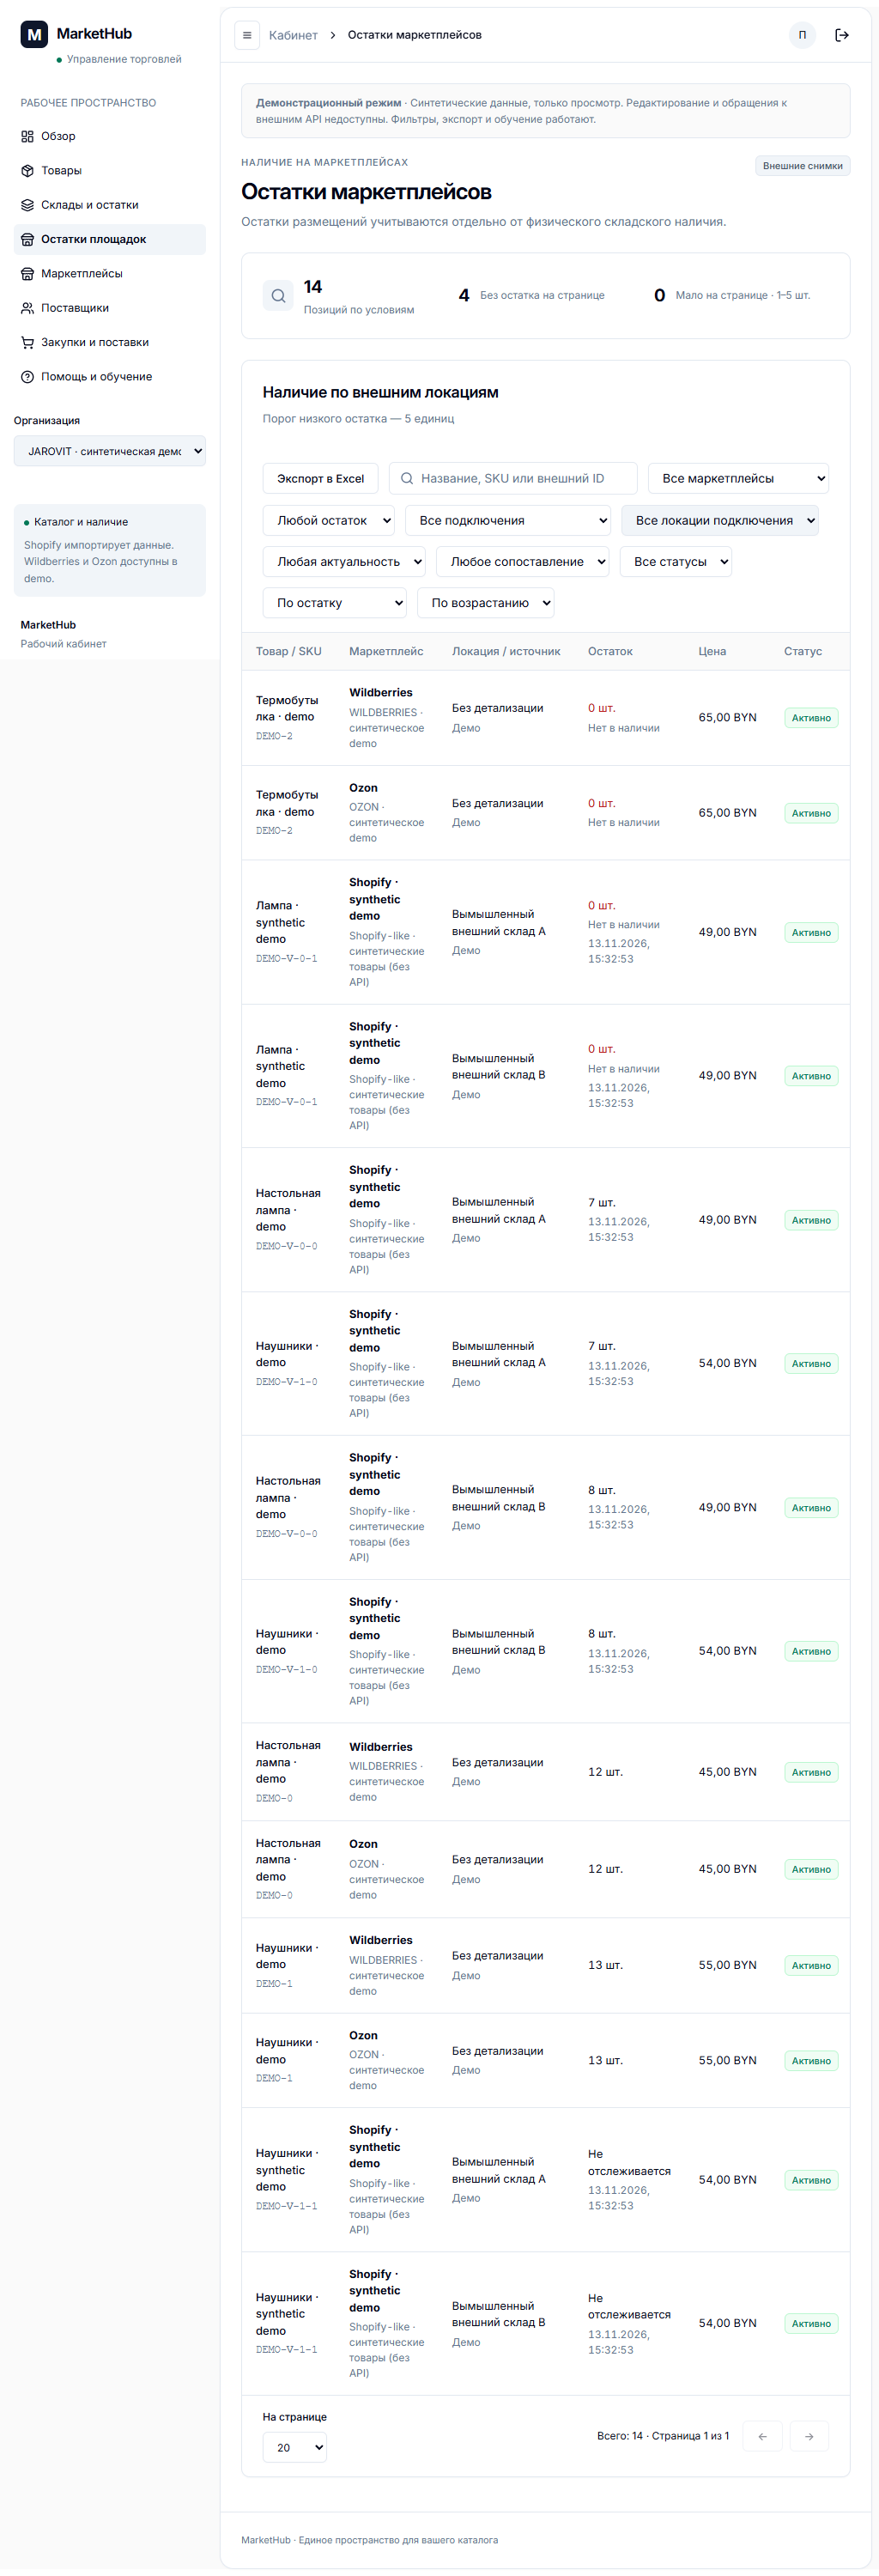 M MarketHub
Управление торговлей
РАБОЧЕЕ ПРОСТРАНСТВО
Обзор
Товары
Склады и остатки
Остатки площадок
Маркетплейсы
Поставщики
Закупки и поставки
Помощь и обучение
Организация
JAROVIT · синтетическая
Каталог и наличие
Shopify импортирует данные.
Wildberries и Ozon доступны в
demo.
MarketHub
Рабочий кабинет
Кабинет > Остатки маркетплейсов
П
Демонстрационный режим · Синтетические данные, только просмотр. Редактирование и обращения к
внешним API недоступны. Фильтры, экспорт и обучение работают.
НАЛИЧИЕ НА МАРКЕТПЛЕЙСАХ
Внешние снимки
Остатки маркетплейсов
Остатки размещений учитываются отдельно от физического складского наличия.
14
Позиций по условиям
4 Без остатка на странице
0 Мало на странице · 1–5 шт.
Наличие по внешним локациям
Порог низкого остатка — 5 единиц
Экспорт в Excel
Название, SKU или внешний ID
Все маркетплейсы
Любой остаток
Все подключения
Все локации подключения
Любая актуальность
Любое сопоставление
Все статусы
По остатку
По возрастанию
Товар / SKU Маркетплейс Локация / источник Остаток Цена Статус
Термобуты
лка · demo
DEMO-2
Wildberries
WILDBERRIES ·
синтетическое
demo
Без детализации
Демо
0 шт.
Нет в наличии
65,00 BYN
Активно
Термобуты
лка · demo
DEMO-2
Ozon
OZON ·
синтетическое
demo
Без детализации
Демо
0 шт.
Нет в наличии
65,00 BYN
Активно
Лампа ·
synthetic
demo
DEMO-V-0-1
Shopify ·
synthetic
demo
Shopify-like ·
синтетические
товары (без
API)
Вымышленный
внешний склад A
Демо
0 шт.
Нет в наличии
13.11.2026,
15:32:53
49,00 BYN
Активно
Лампа ·
synthetic
demo
DEMO-V-0-1
Shopify ·
synthetic
demo
Shopify-like ·
синтетические
товары (без
API)
Вымышленный
внешний склад B
Демо
0 шт.
Нет в наличии
13.11.2026,
15:32:53
49,00 BYN
Активно
Настольная
лампа ·
demo
DEMO-V-0-0
Shopify ·
synthetic
demo
Shopify-like ·
синтетические
товары (без
API)
Вымышленный
внешний склад A
Демо
7 шт.
13.11.2026,
15:32:53
49,00 BYN
Активно
Наушники ·
demo
DEMO-V-1-0
Shopify ·
synthetic
demo
Shopify-like ·
синтетические
товары (без
API)
Вымышленный
внешний склад A
Демо
7 шт.
13.11.2026,
15:32:53
54,00 BYN
Активно
Настольная
лампа ·
demo
DEMO-V-0-0
Shopify ·
synthetic
demo
Shopify-like ·
синтетические
товары (без
API)
Вымышленный
внешний склад B
Демо
8 шт.
13.11.2026,
15:32:53
49,00 BYN
Активно
Наушники ·
demo
DEMO-V-1-0
Shopify ·
synthetic
demo
Shopify-like ·
синтетические
товары (без
API)
Вымышленный
внешний склад B
Демо
8 шт.
13.11.2026,
15:32:53
54,00 BYN
Активно
Настольная
лампа ·
demo
DEMO-0
Wildberries
WILDBERRIES ·
синтетическое
demo
Без детализации
Демо
12 шт.
45,00 BYN
Активно
Настольная
лампа ·
demo
DEMO-0
Ozon
OZON ·
синтетическое
demo
Без детализации
Демо
12 шт.
45,00 BYN
Активно
Наушники ·
demo
DEMO-1
Wildberries
WILDBERRIES ·
синтетическое
demo
Без детализации
Демо
13 шт.
55,00 BYN
Активно
Наушники ·
demo
DEMO-1
Ozon
OZON ·
синтетическое
demo
Без детализации
Демо
13 шт.
55,00 BYN
Активно
Наушники ·
synthetic
demo
DEMO-V-1-1
Shopify ·
synthetic
demo
Shopify-like ·
синтетические
товары (без
API)
Вымышленный
внешний склад A
Демо
Не
отслеживается
13.11.2026,
15:32:53
54,00 BYN
Активно
Наушники ·
synthetic
demo
DEMO-V-1-1
Shopify ·
synthetic
demo
Shopify-like ·
синтетические
товары (без
API)
Вымышленный
внешний склад B
Демо
Не
отслеживается
13.11.2026,
15:32:53
54,00 BYN
Активно
На странице
20
Всего: 14 · Страница 1 из 1
← →
MarketHub · Единое пространство для вашего каталога